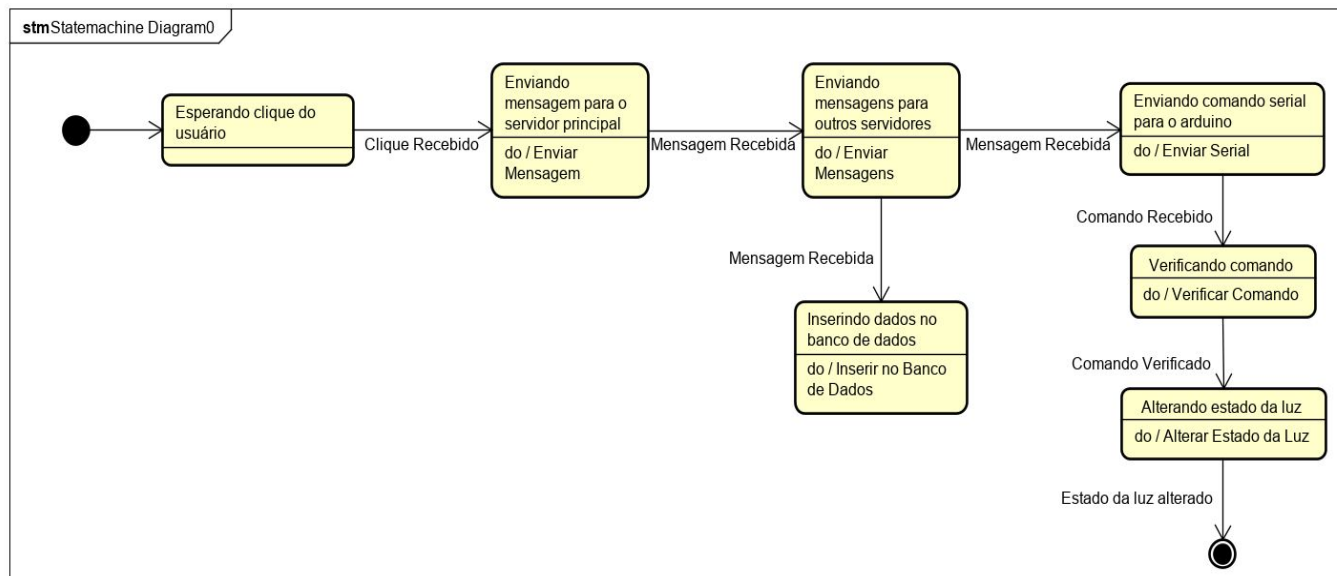 stmStatemachine Diagram0
Esperando clique do
usuário
Clique Recebido
Enviando
mensagem para o
servidor principal
do / Enviar
Mensagem
Mensagem Recebida
Enviando
mensagens para
outros servidores
do / Enviar
Mensagens
Mensagem Recebida
Enviando comando serial
para o arduino
do / Enviar Serial
Mensagem Recebida
Inserindo dados no
banco de dados
do / Inserir no Banco
de Dados
Comando Recebido
Verificando comando
do / Verificar Comando
Comando Verificado
Alterando estado da luz
do / Alterar Estado da Luz
Estado da luz alterado